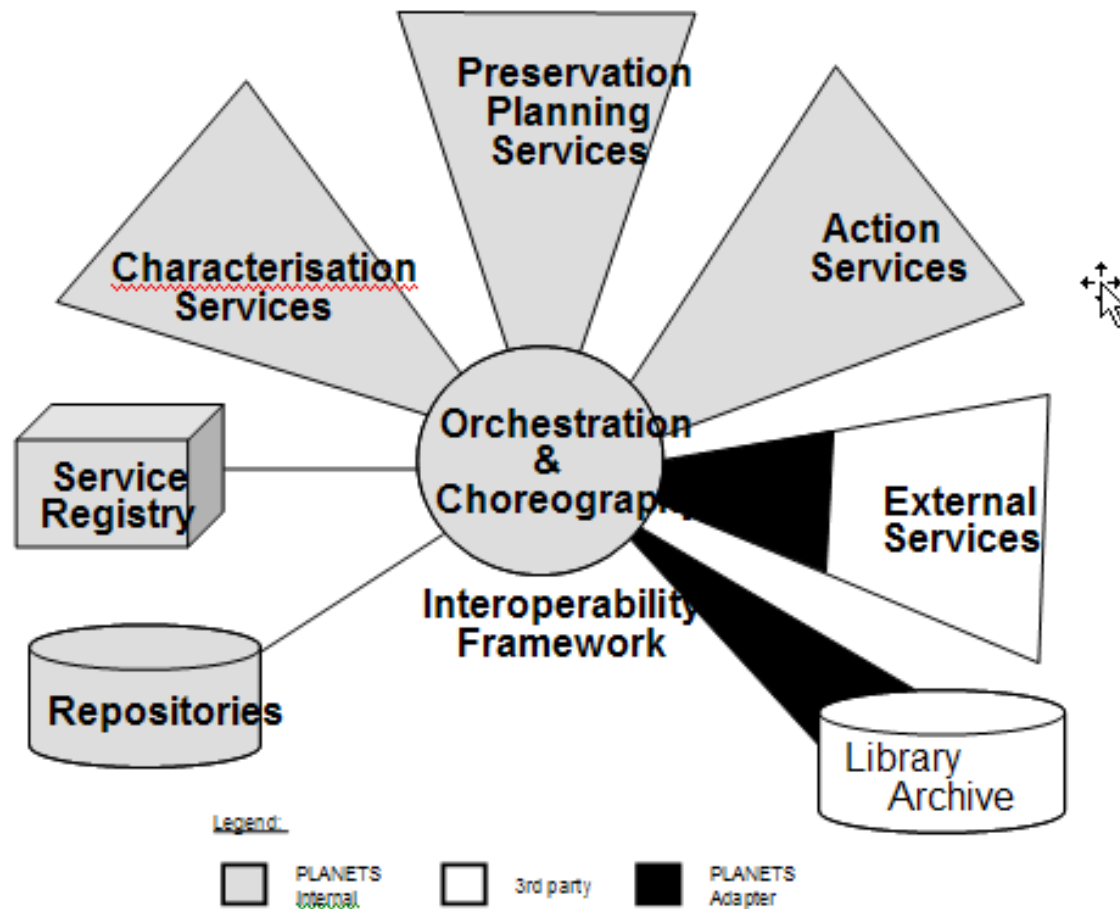 Preservation
Planning
Services
Action
Services
Characterisation
Services
Orchestration
&
Choreography
Service
Registry
External
Services
Interoperability
Framework
Repositories
Library
Archive
Legend:
PLANETS
Internal
3rd party
PLANETS
Adapter